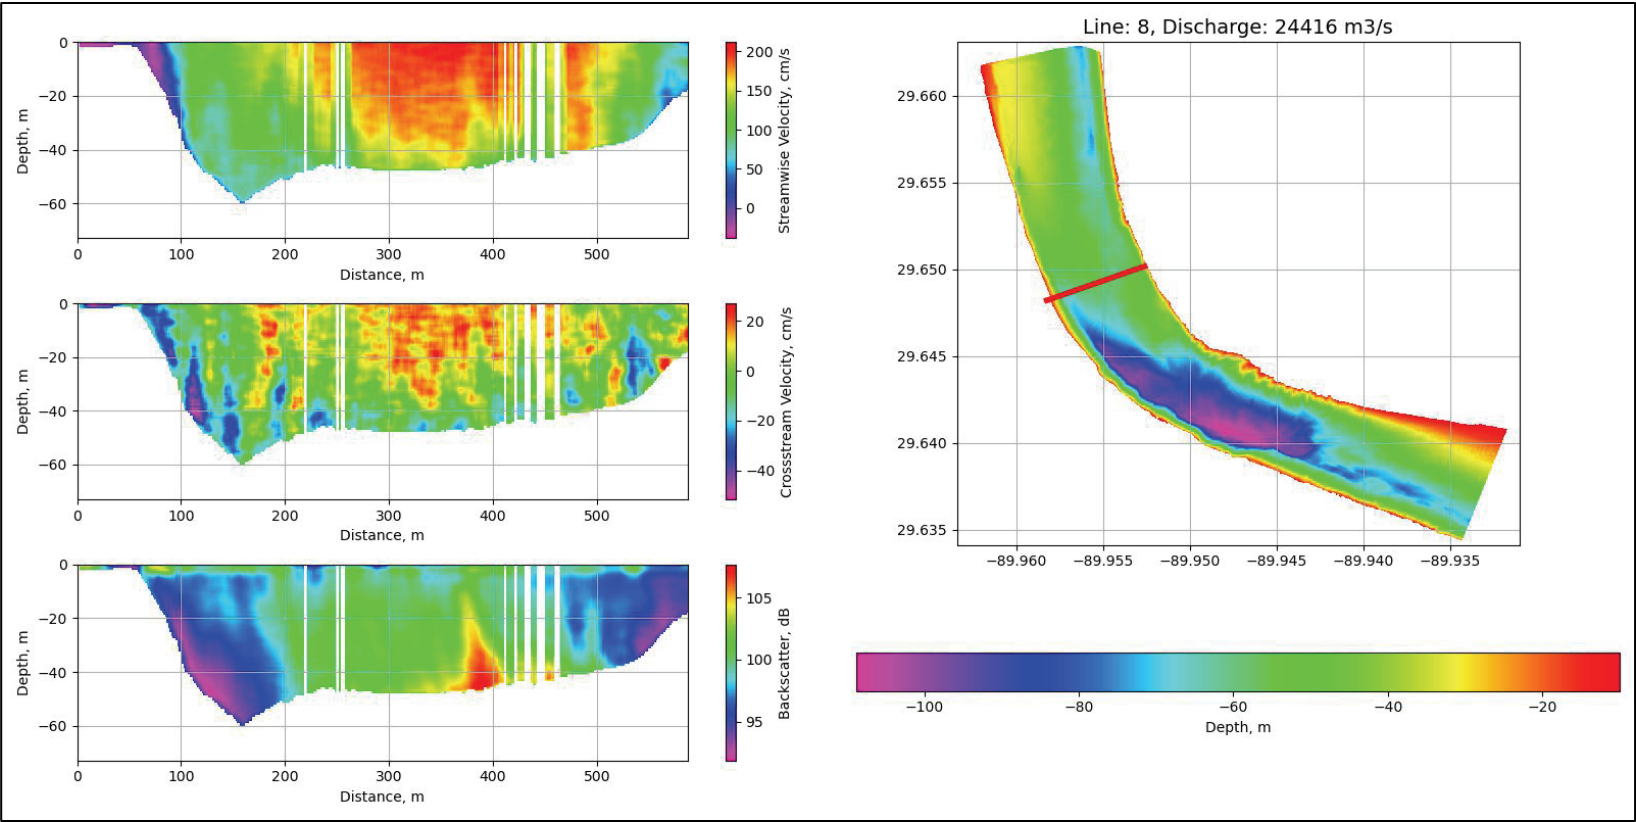 0
−20
−40
−60
Depth, m
0 100 200 300 400 500
Distance, m
200
150
100
50
0
Streamwise Velocity, cm/s
0
−20
−40
−60
Depth, m
0 100 200 300 400 500
Distance, m
20
0
−20
−40
Crossstream Velocity, cm/s
0
−20
−40
−60
Depth, m
0 100 200 300 400 500
Distance, m
105
100
95
Backscatter, dB
Line: 8, Discharge: 24416 m3/s
29.660
29.655
29.650
29.645
29.640
29.635
−89.960 −89.955 −89.950 −89.945 −89.940 −89.935
−100 −80 −60 −40 −20
Depth, m